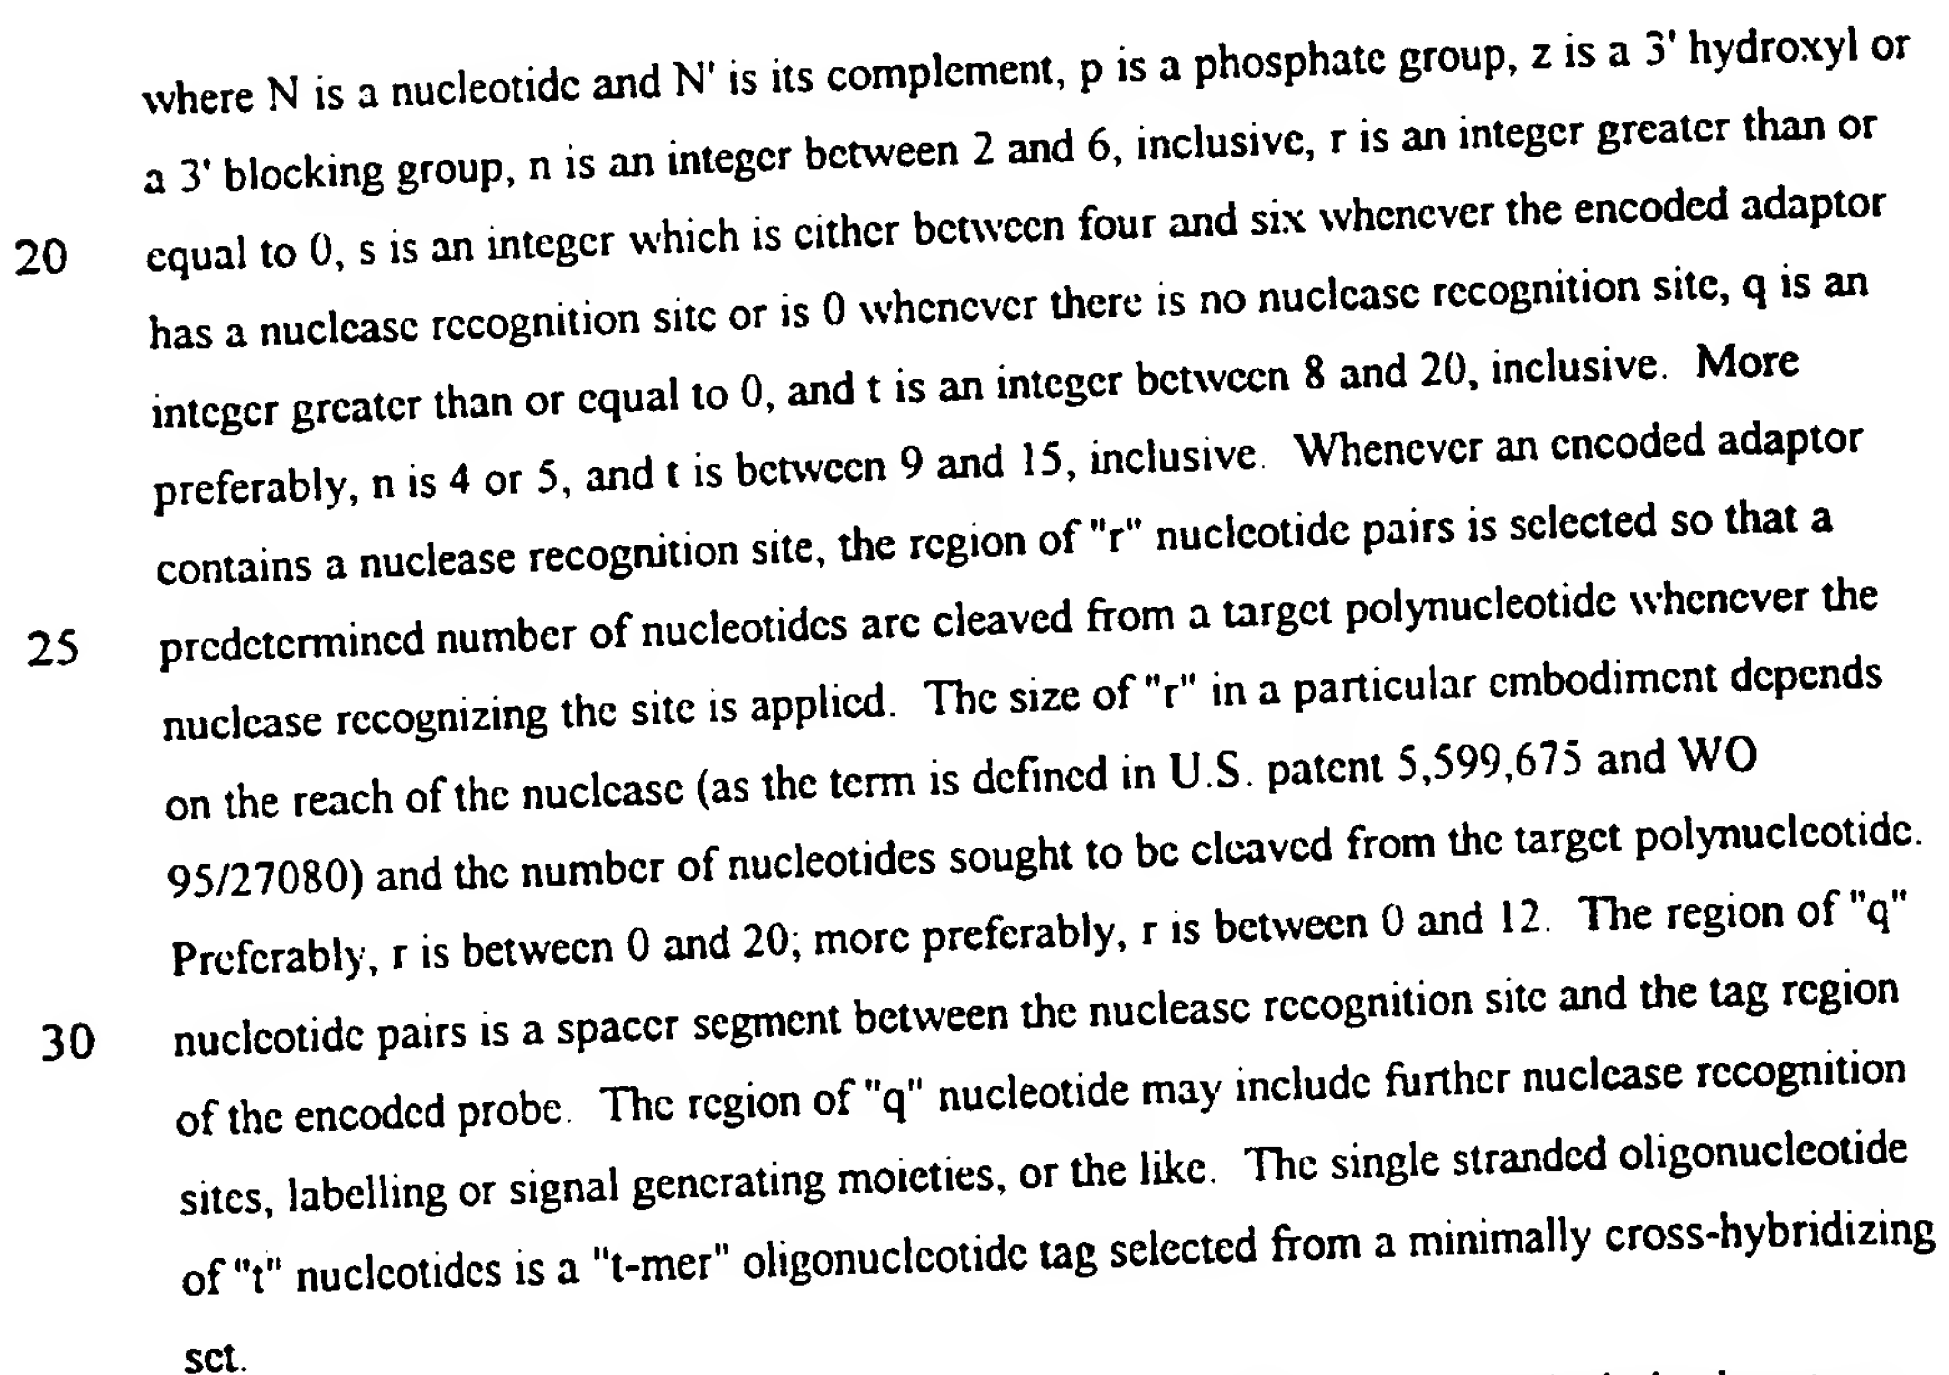 where N is a nucleotide and N' is its complement, p is a phosphate group, z is a 3' hydroxyl or
a 3' blocking group, n is an integer between 2 and 6, inclusive, r is an integer greater than or
20 equal to 0, s is an integer which is either between four and six whenever the encoded adaptor
has a nuclease recognition site or is 0 whenever there is no nuclease recognition site, q is an
integer greater than or equal to 0, and t is an integer between 8 and 20, inclusive. More
preferably, n is 4 or 5, and t is between 9 and 15, inclusive. Whenever an encoded adaptor
contains a nuclease recognition site, the region of "r" nucleotide pairs is selected so that a
25 predetermined number of nucleotides are cleaved from a target polynucleotide whenever the
nuclease recognizing the site is applied. The size of "r" in a particular embodiment depends
on the reach of the nuclease (as the term is defined in U.S. patent 5,599,675 and WO
95/27080) and the number of nucleotides sought to be cleaved from the target polynucleotide.
Preferably, r is between 0 and 20; more preferably, r is between 0 and 12. The region of "q"
30 nucleotide pairs is a spacer segment between the nuclease recognition site and the tag region
of the encoded probe. The region of "q" nucleotide may include further nuclease recognition
sites, labelling or signal generating moieties, or the like. The single stranded oligonucleotide
of "t" nucleotides is a "t-mer" oligonucleotide tag selected from a minimally cross-hybridizing
set.